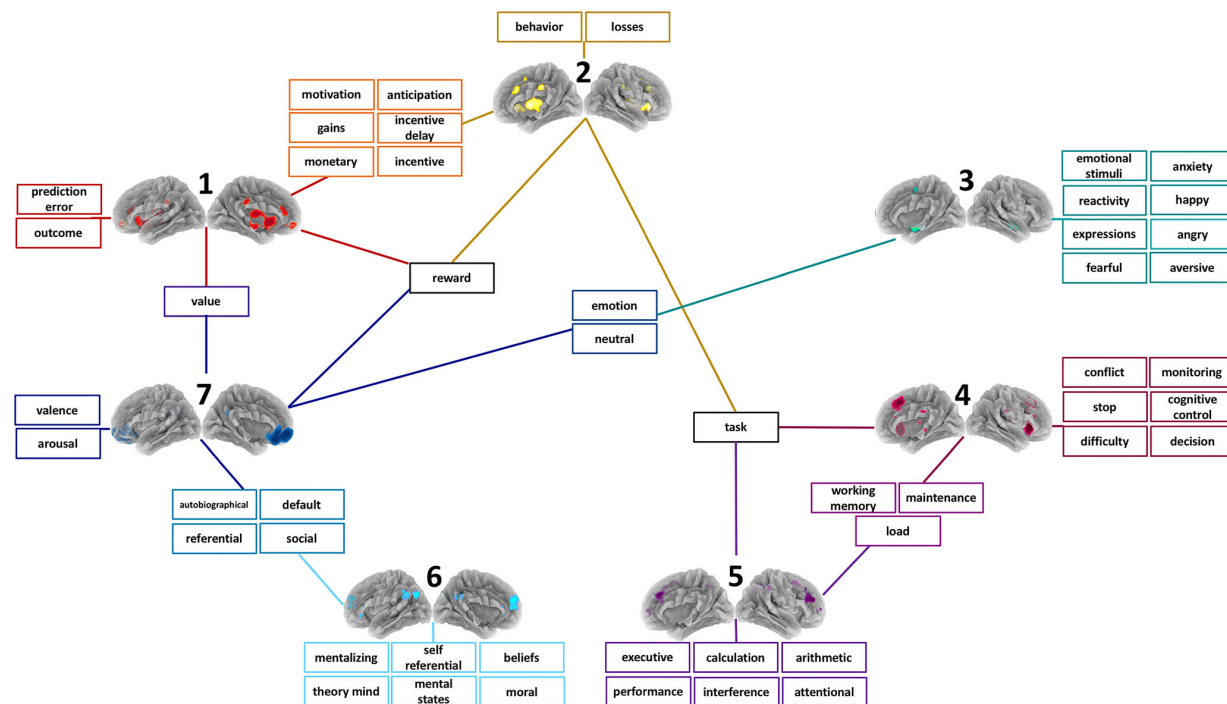 behavior
losses
2
motivation
anticipation
gains
incentive
delay
monetary
incentive
1
prediction
error
outcome
3
emotional
stimuli
anxiety
reactivity
happy
expressions
angry
fearful
aversive
reward
value
emotion
neutral
7
valence
arousal
4
conflict
monitoring
stop
cognitive
control
difficulty
decision
task
working
memory
maintenance
load
autobiographical
default
referential
social
6
mentalizing
self
referential
beliefs
theory mind
mental
states
moral
5
executive
calculation
arithmetic
performance
interference
attentional